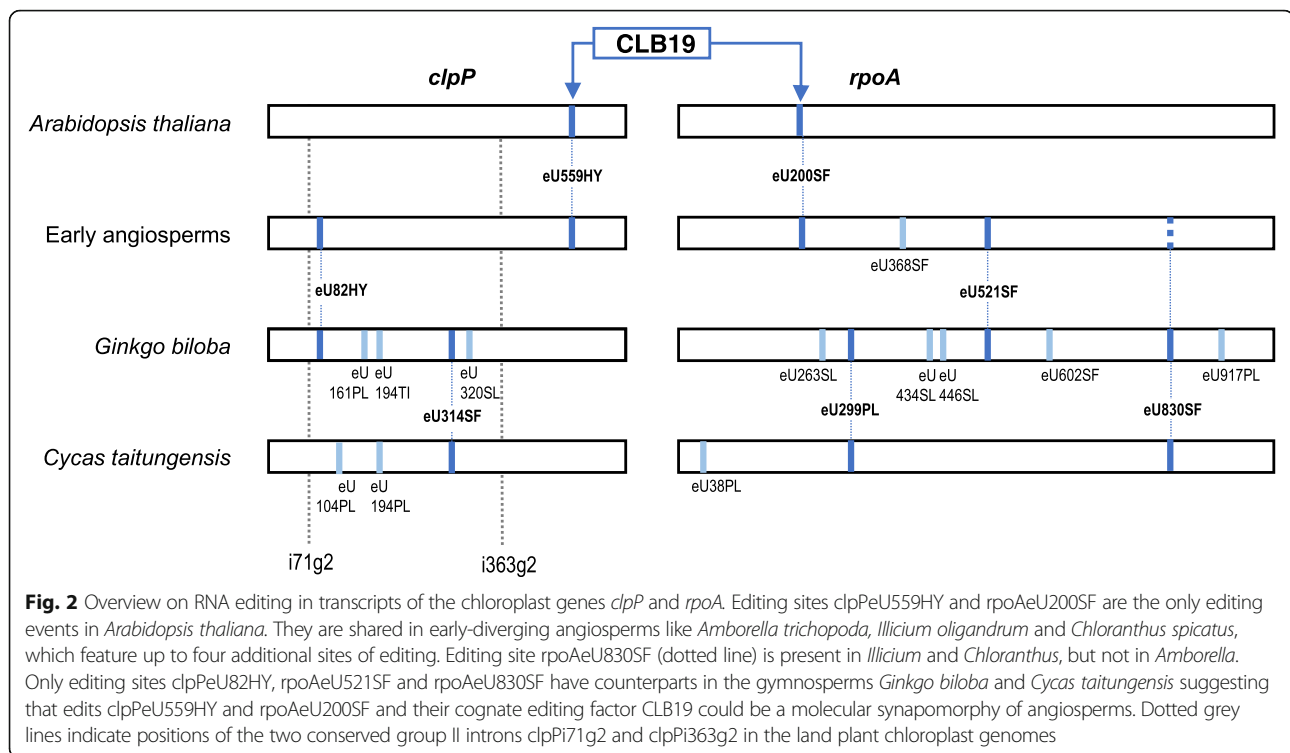 CLB19
clpP
rpoA
Arabidopsis thaliana
eU559HY
eU200SF
Early angiosperms
eU368SF
eU82HY
eU521SF
Ginkgo biloba
eU
161PL
eU
194TI
eU
320SL
eU263SL
eU
434SL
eU
446SL
eU602SF
eU917PL
eU314SF
eU299PL
eU830SF
Cycas taitungensis
eU
104PL
eU
194PL
eU38PL
i71g2
i363g2
Fig. 2 Overview on RNA editing in transcripts of the chloroplast genes clpP and rpoA. Editing sites clpPeU559HY and rpoAeU200SF are the only editing
events in Arabidopsis thaliana. They are shared in early-diverging angiosperms like Amborella trichopoda, Illicium oligandrum and Chloranthus spicatus,
which feature up to four additional sites of editing. Editing site rpoAeU830SF (dotted line) is present in Illicium and Chloranthus, but not in Amborella.
Only editing sites clpPeU82HY, rpoAeU521SF and rpoAeU830SF have counterparts in the gymnosperms Ginkgo biloba and Cycas taitungensis suggesting
that edits clpPeU559HY and rpoAeU200SF and their cognate editing factor CLB19 could be a molecular synapomorphy of angiosperms. Dotted grey
lines indicate positions of the two conserved group II introns clpPi71g2 and clpPi363g2 in the land plant chloroplast genomes